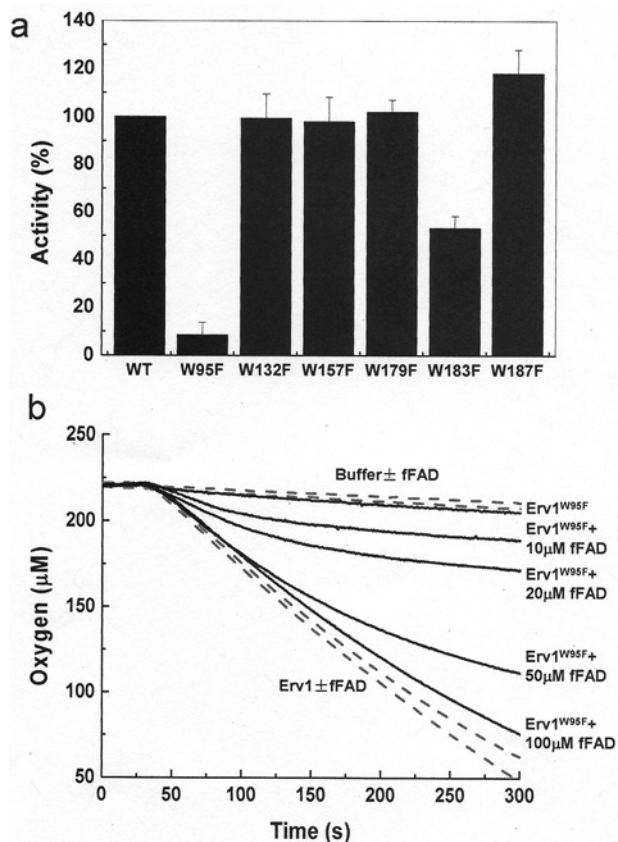 a
140
120
100
80
60
40
20
0
Activity (%)
WT W95F W132F W157F W179F W183F W187F
b
250
200
150
100
50
Oxygen (μM)
Buffer ± fFAD
Erv1W95F
Erv1W95F+
10μM fFAD
Erv1W95F+
20μM fFAD
Erv1W95F+
50μM fFAD
Erv1 ± fFAD
Erv1W95F+
100μM fFAD
0 50 100 150 200 250 300
Time (s)